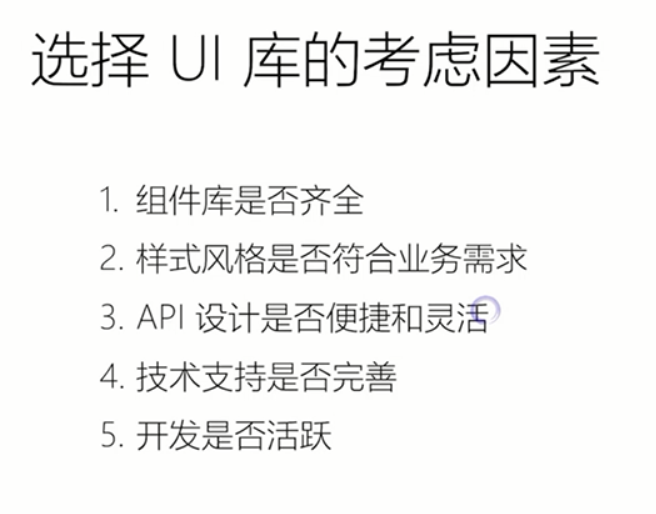 选择 UI 库的考虑因素
1. 组件库是否齐全
2. 样式风格是否符合业务需求
3. API 设计是否便捷和灵活
4. 技术支持是否完善
5. 开发是否活跃